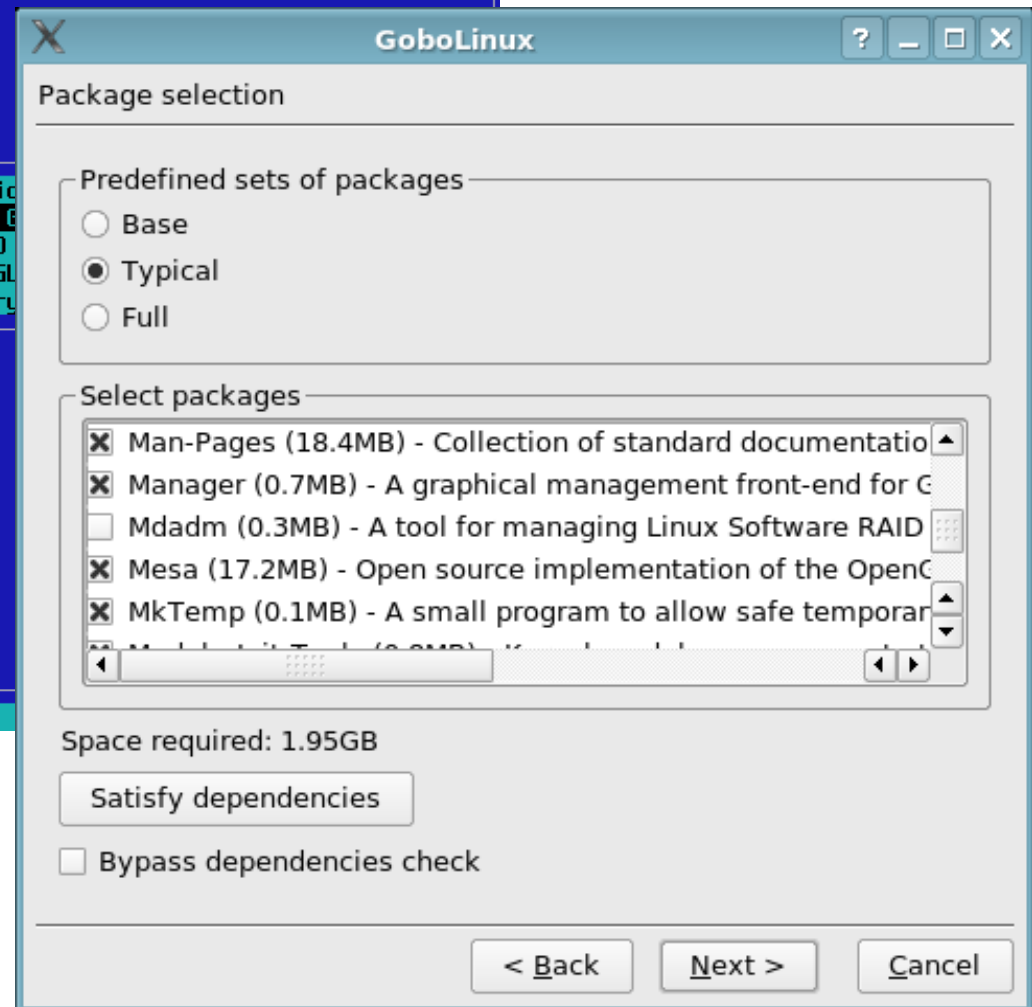 GoboLinux
Package selection
Predefined sets of packages
Base
Typical
Full
Select packages
Man-Pages (18.4MB) - Collection of standard documentatio
Manager (0.7MB) - A graphical management front-end for G
Mdadm (0.3MB) - A tool for managing Linux Software RAID
Mesa (17.2MB) - Open source implementation of the OpenG
MkTemp (0.1MB) - A small program to allow safe temporar
Space required: 1.95GB
Satisfy dependencies
Bypass dependencies check
< Back
Next >
Cancel